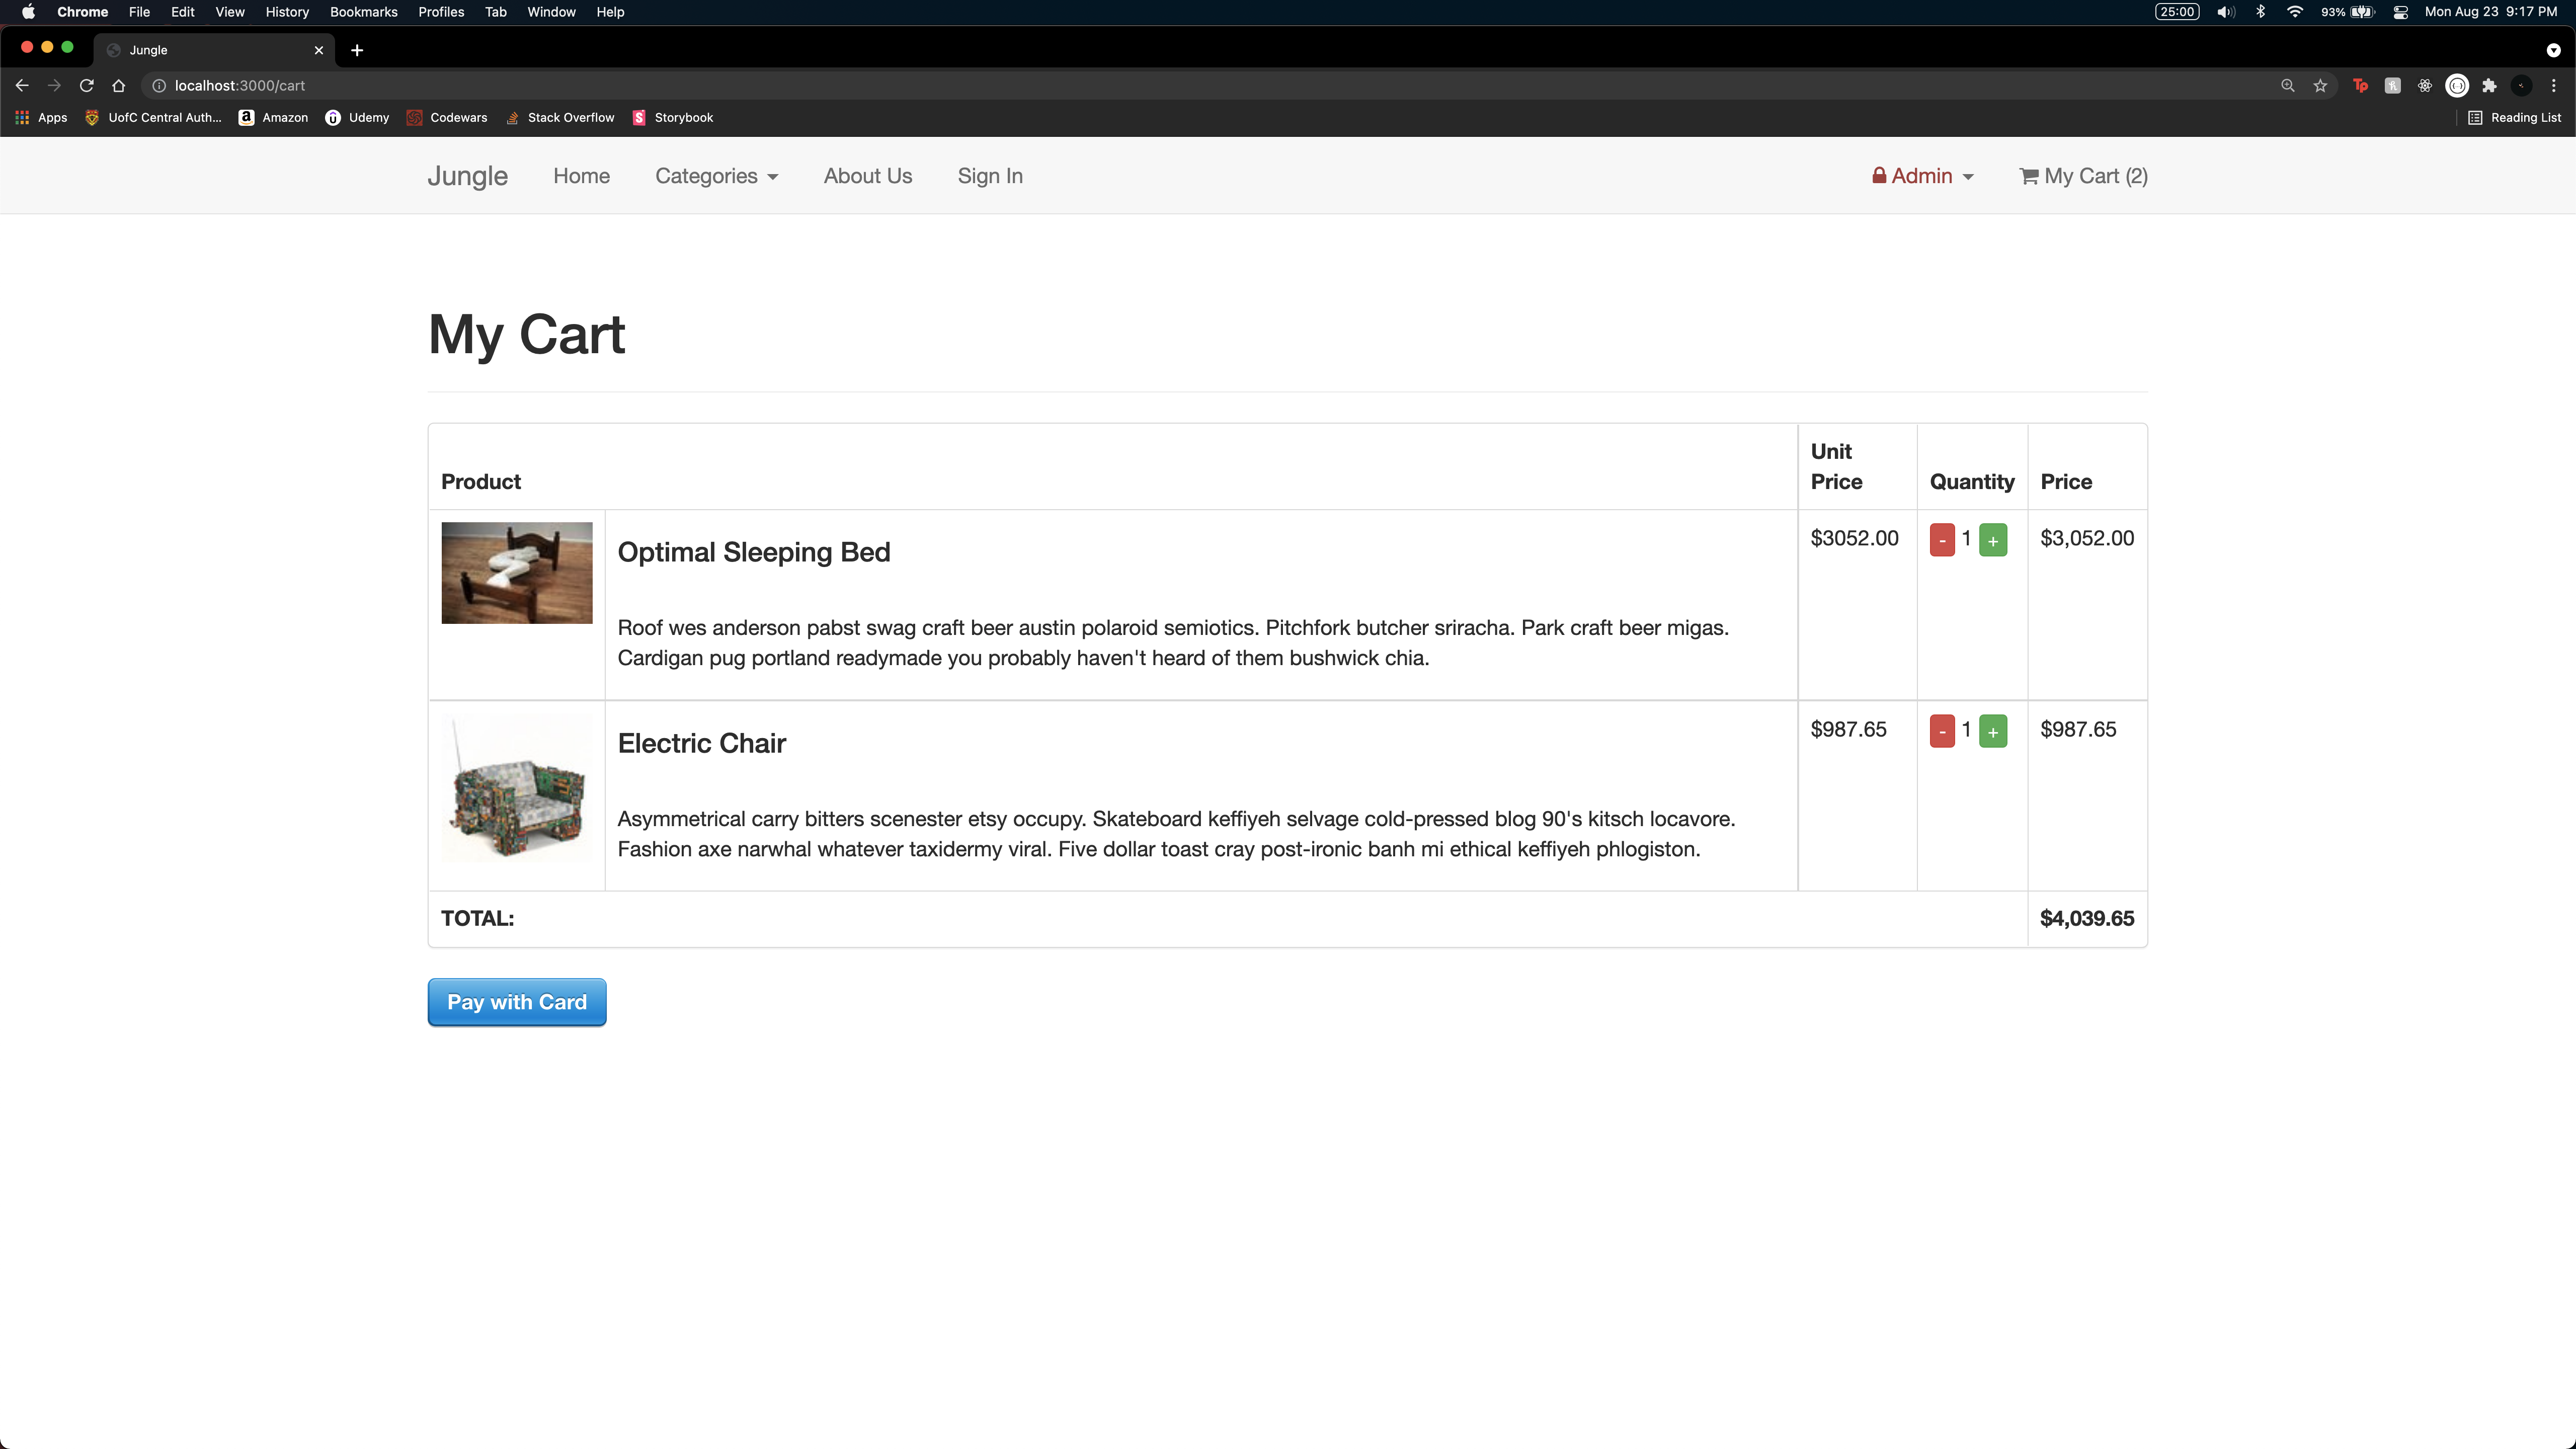 Chrome File Edit View History Bookmarks Profiles Tab Window Help 25:00 93% Mon Aug 23 9:17 PM
Jungle
localhost:3000/cart Tp
Apps UofC Central Auth... a Amazon Udemy Codewars Stack Overflow S Storybook Reading List
Jungle Home Categories About Us Sign In Admin My Cart (2)
My Cart
Unit
Product Price Quantity Price
Optimal Sleeping Bed $3052.00 - 1 + $3,052.00
Roof wes anderson pabst swag craft beer austin polaroid semiotics. Pitchfork butcher sriracha. Park craft beer migas.
Cardigan pug portland readymade you probably haven't heard of them bushwick chia.
Electric Chair $987.65 - 1 + $987.65
Asymmetrical carry bitters scenester etsy occupy. Skateboard keffiyeh selvage cold-pressed blog 90's kitsch locavore.
Fashion axe narwhal whatever taxidermy viral. Five dollar toast cray post-ironic banh mi ethical keffiyeh phlogiston.
TOTAL: $4,039.65
Pay with Card